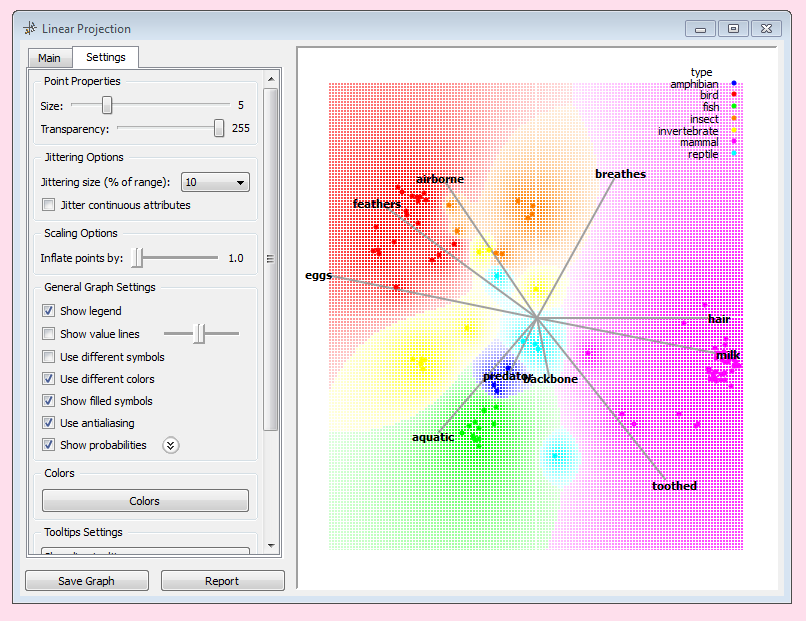 Linear Projection
Main
Settings
Point Properties
Size: 5
Transparency: 255
Jittering Options
Jittering size (% of range): 10
Jitter continuous attributes
Scaling Options
Inflate points by: 1.0
General Graph Settings
Show legend
Show value lines
Use different symbols
Use different colors
Show filled symbols
Use antialiasing
Show probabilities
Colors
Colors
Tooltips Settings
Save Graph
Report
type
amphibian
bird
fish
insect
invertebrate
mammal
reptile
airborne
breathes
feathers
eggs
hair
milk
predator
backbone
aquatic
toothed